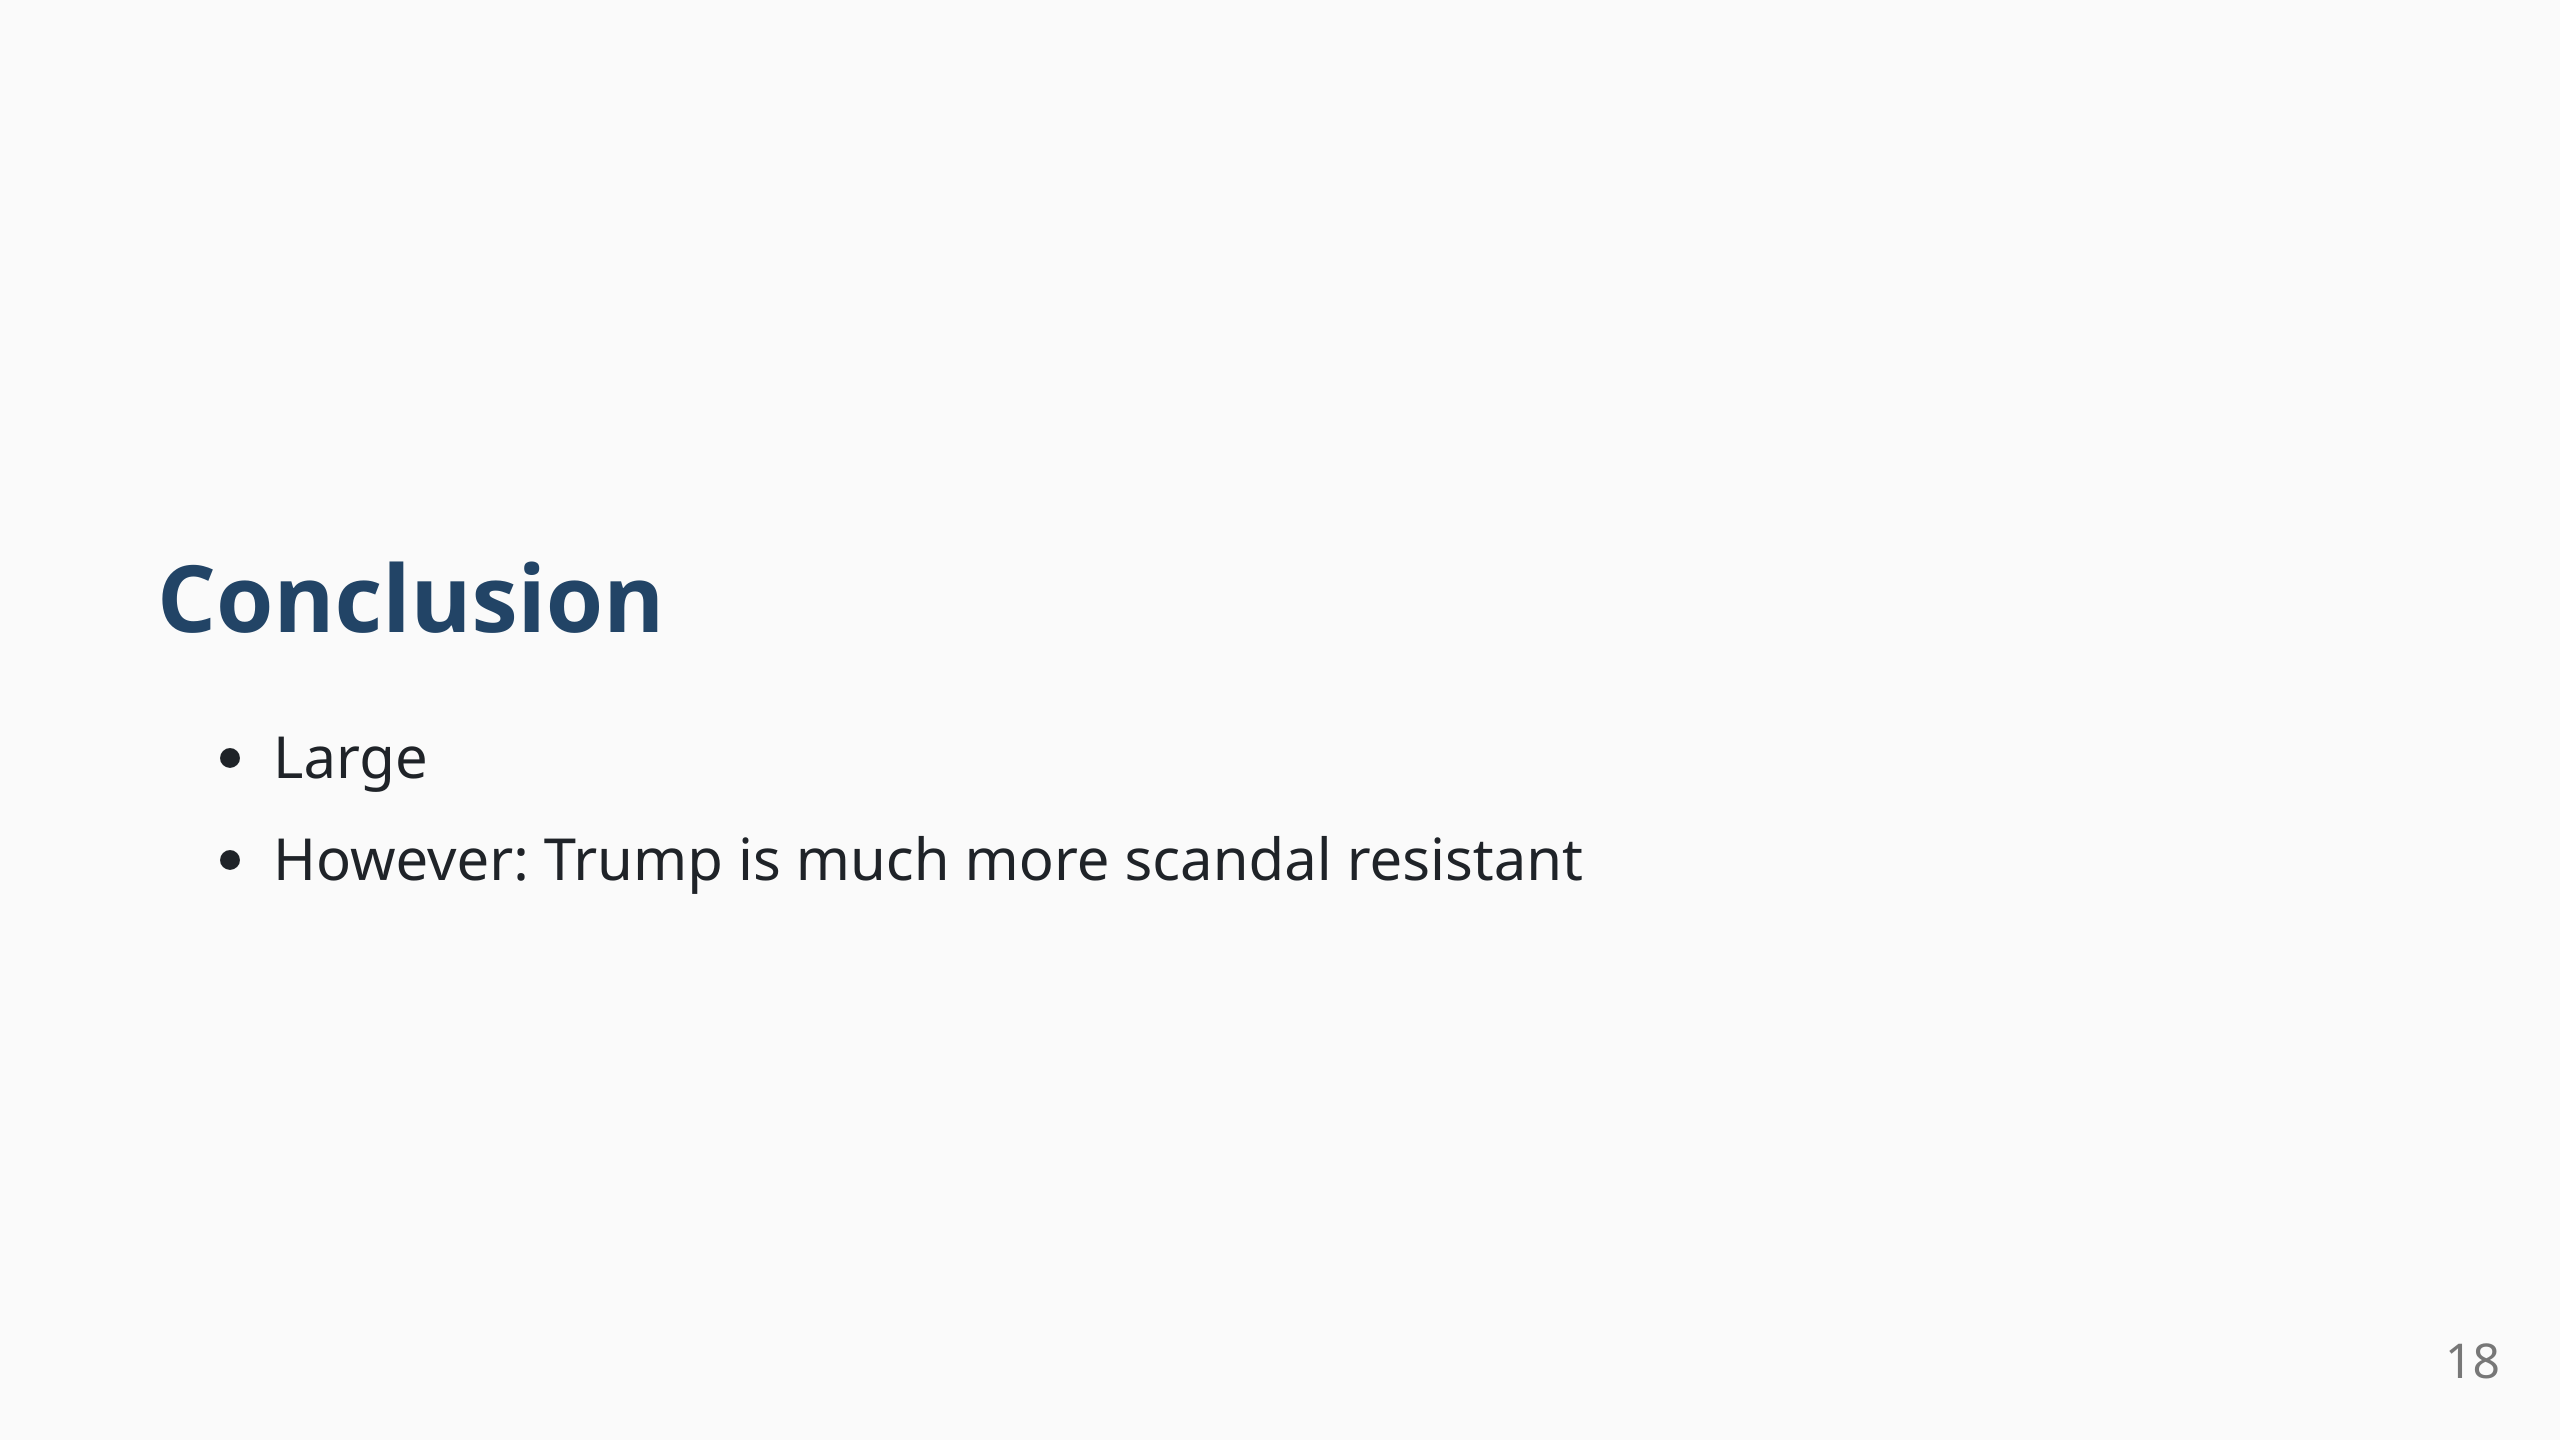 Conclusion
• Large
• However: Trump is much more scandal resistant
18